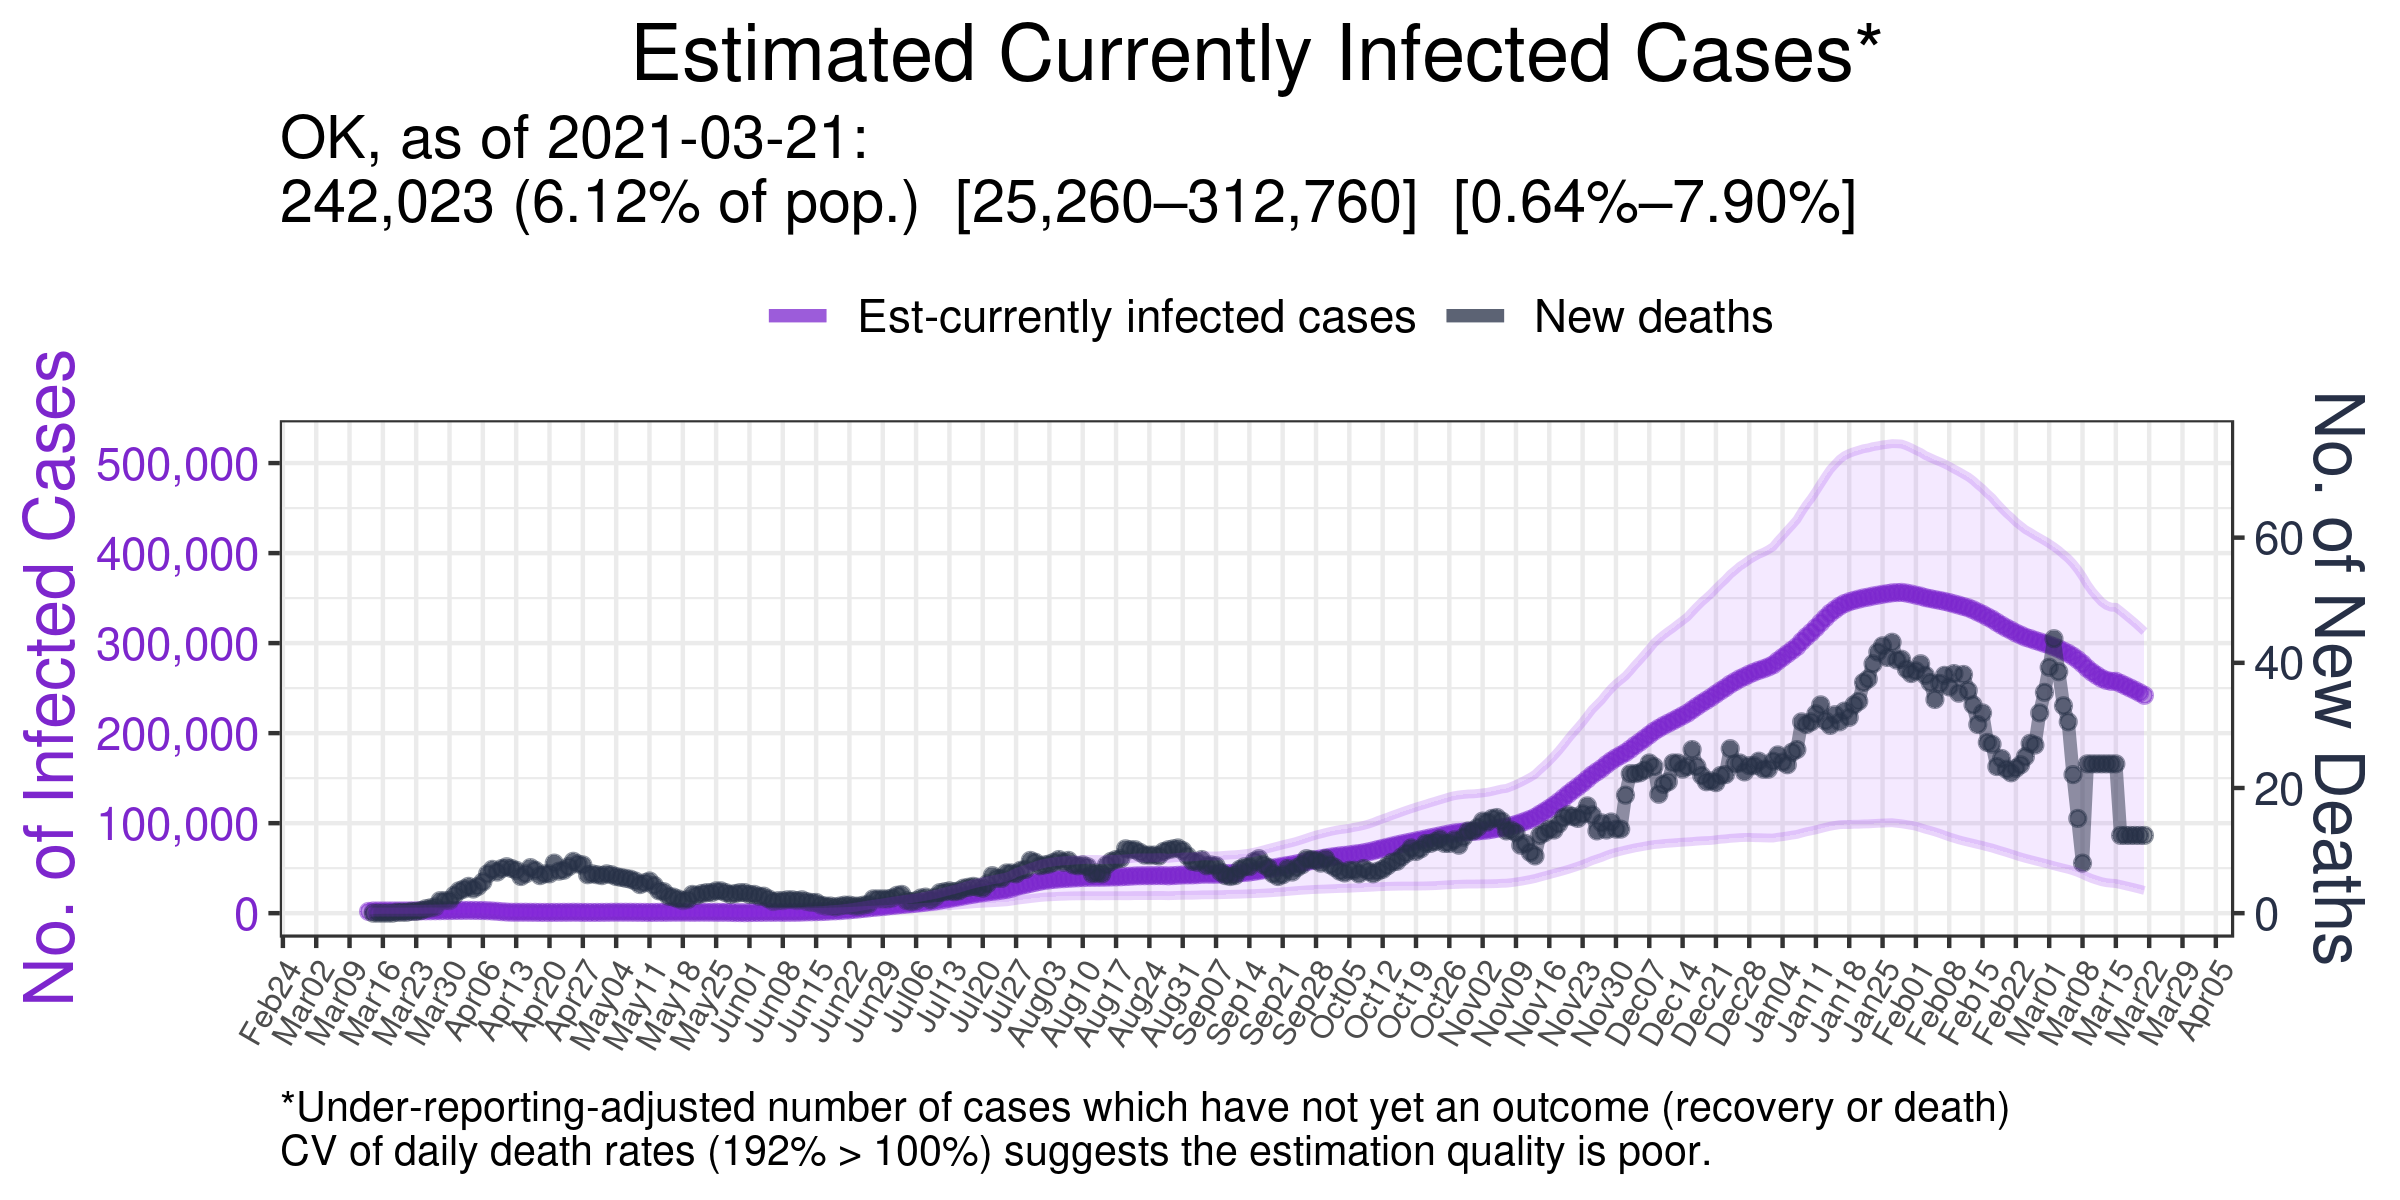 Estimated Currently Infected Cases*
OK, as of 2021-03-21:
242,023 (6.12% of pop.)  [25,260–312,760]  [0.64%–7.90%]
Est-currently infected cases
New deaths
No. of Infected Cases
500,000
400,000
300,000
200,000
100,000
0
No. of New Deaths
60
40
20
0
Feb24
Mar02
Mar09
Mar16
Mar23
Mar30
Apr06
Apr13
Apr20
Apr27
May04
May11
May18
May25
Jun01
Jun08
Jun15
Jun22
Jun29
Jul06
Jul13
Jul20
Jul27
Aug03
Aug10
Aug17
Aug24
Aug31
Sep07
Sep14
Sep21
Sep28
Oct05
Oct12
Oct19
Oct26
Nov02
Nov09
Nov16
Nov23
Nov30
Dec07
Dec14
Dec21
Dec28
Jan04
Jan11
Jan18
Jan25
Feb01
Feb08
Feb15
Feb22
Mar01
Mar08
Mar15
Mar22
Mar29
Apr05
*Under-reporting-adjusted number of cases which have not yet an outcome (recovery or death)
CV of daily death rates (192% > 100%) suggests the estimation quality is poor.